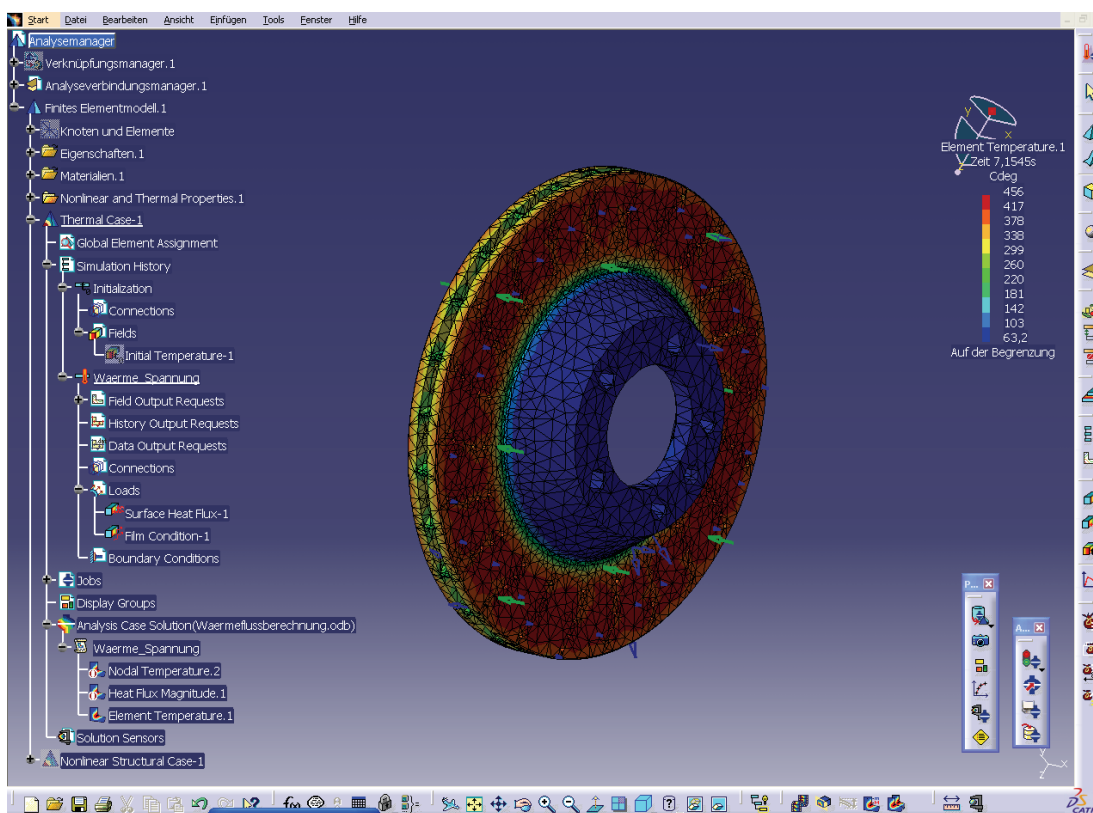 Start Datei Bearbeiten Ansicht Einfügen Tools Fenster Hilfe
Analysemanager
Verknüpfungsmanager.1
Analyseverbindungsmanager.1
Finites Elementmodell.1
Knoten und Elemente
Eigenschaften.1
Materialien.1
Nonlinear and Thermal Properties.1
Thermal Case-1
Global Element Assignment
Simulation History
Initialization
Connections
Fields
Initial Temperature-1
Waerme_Spannung
Field Output Requests
History Output Requests
Data Output Requests
Connections
Loads
Surface Heat Flux-1
Film Condition-1
Boundary Conditions
Jobs
Display Groups
Analysis Case Solution(Waermeflussberechnung.odb)
Waerme_Spannung
Nodal Temperature.2
Heat Flux Magnitude.1
Element Temperature.1
Solution Sensors
Nonlinear Structural Case-1
y
x
Element Temperature.1
Zeit 7,1545s
Cdeg
456
417
378
338
299
260
220
181
142
103
63,2
Auf der Begrenzung
P...
A...
x
z
CATI